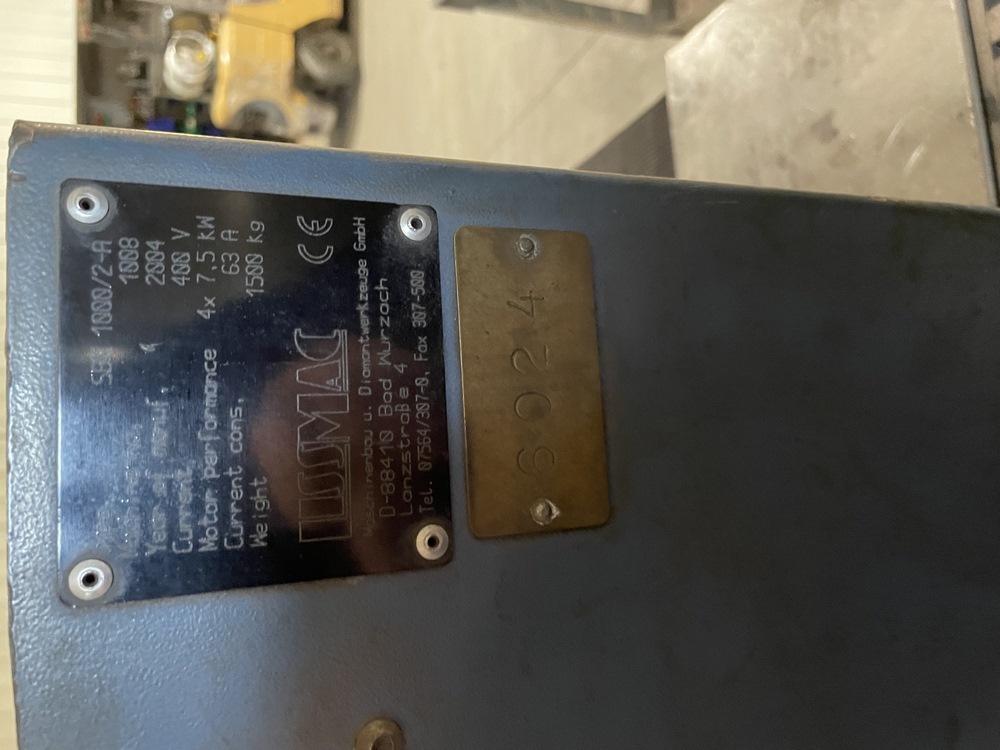 1000/2-A
1008
Year of manuf. 2004
Current 400 V
Motor performance 4x 7,5 KW
Current cons. 63 A
Weight 1500 kg
CE
LISSMAC
Maschinenbau u. Diamantwerkzeuge GmbH
D-88410 Bad Wurzach
Lanzstraße 4
Tel. 07564/307-0, Fax 307-500
6024